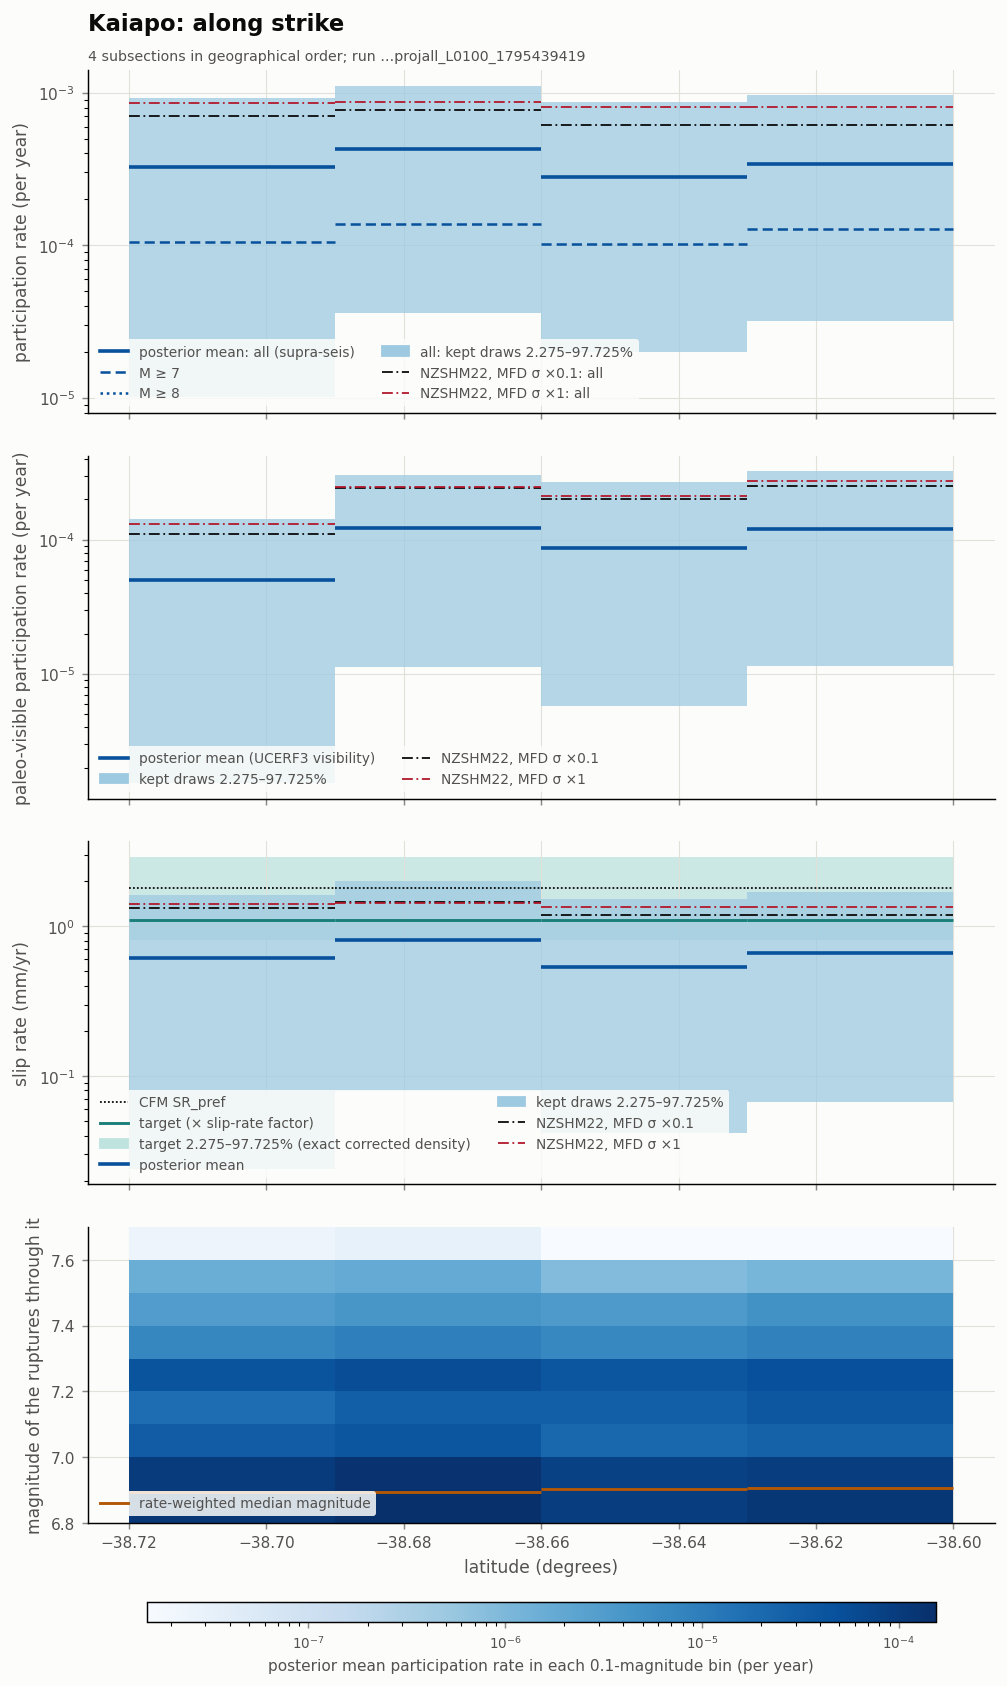 Kaiapo: along strike
4 subsections in geographical order; run ...projall_L0100_1795439419
participation rate (per year)
10⁻³
10⁻⁴
10⁻⁵
posterior mean: all (supra-seis)
M ≥ 7
M ≥ 8
all: kept draws 2.275–97.725%
NZSHM22, MFD σ ×0.1: all
NZSHM22, MFD σ ×1: all
paleo-visible participation rate (per year)
10⁻⁴
10⁻⁵
posterior mean (UCERF3 visibility)
kept draws 2.275–97.725%
NZSHM22, MFD σ ×0.1
NZSHM22, MFD σ ×1
slip rate (mm/yr)
10⁰
10⁻¹
CFM SR_pref
target (× slip-rate factor)
target 2.275–97.725% (exact corrected density)
posterior mean
kept draws 2.275–97.725%
NZSHM22, MFD σ ×0.1
NZSHM22, MFD σ ×1
magnitude of the ruptures through it
7.6
7.4
7.2
7.0
6.8
rate-weighted median magnitude
−38.72 −38.70 −38.68 −38.66 −38.64 −38.62 −38.60
latitude (degrees)
10⁻⁷ 10⁻⁶ 10⁻⁵ 10⁻⁴
posterior mean participation rate in each 0.1-magnitude bin (per year)